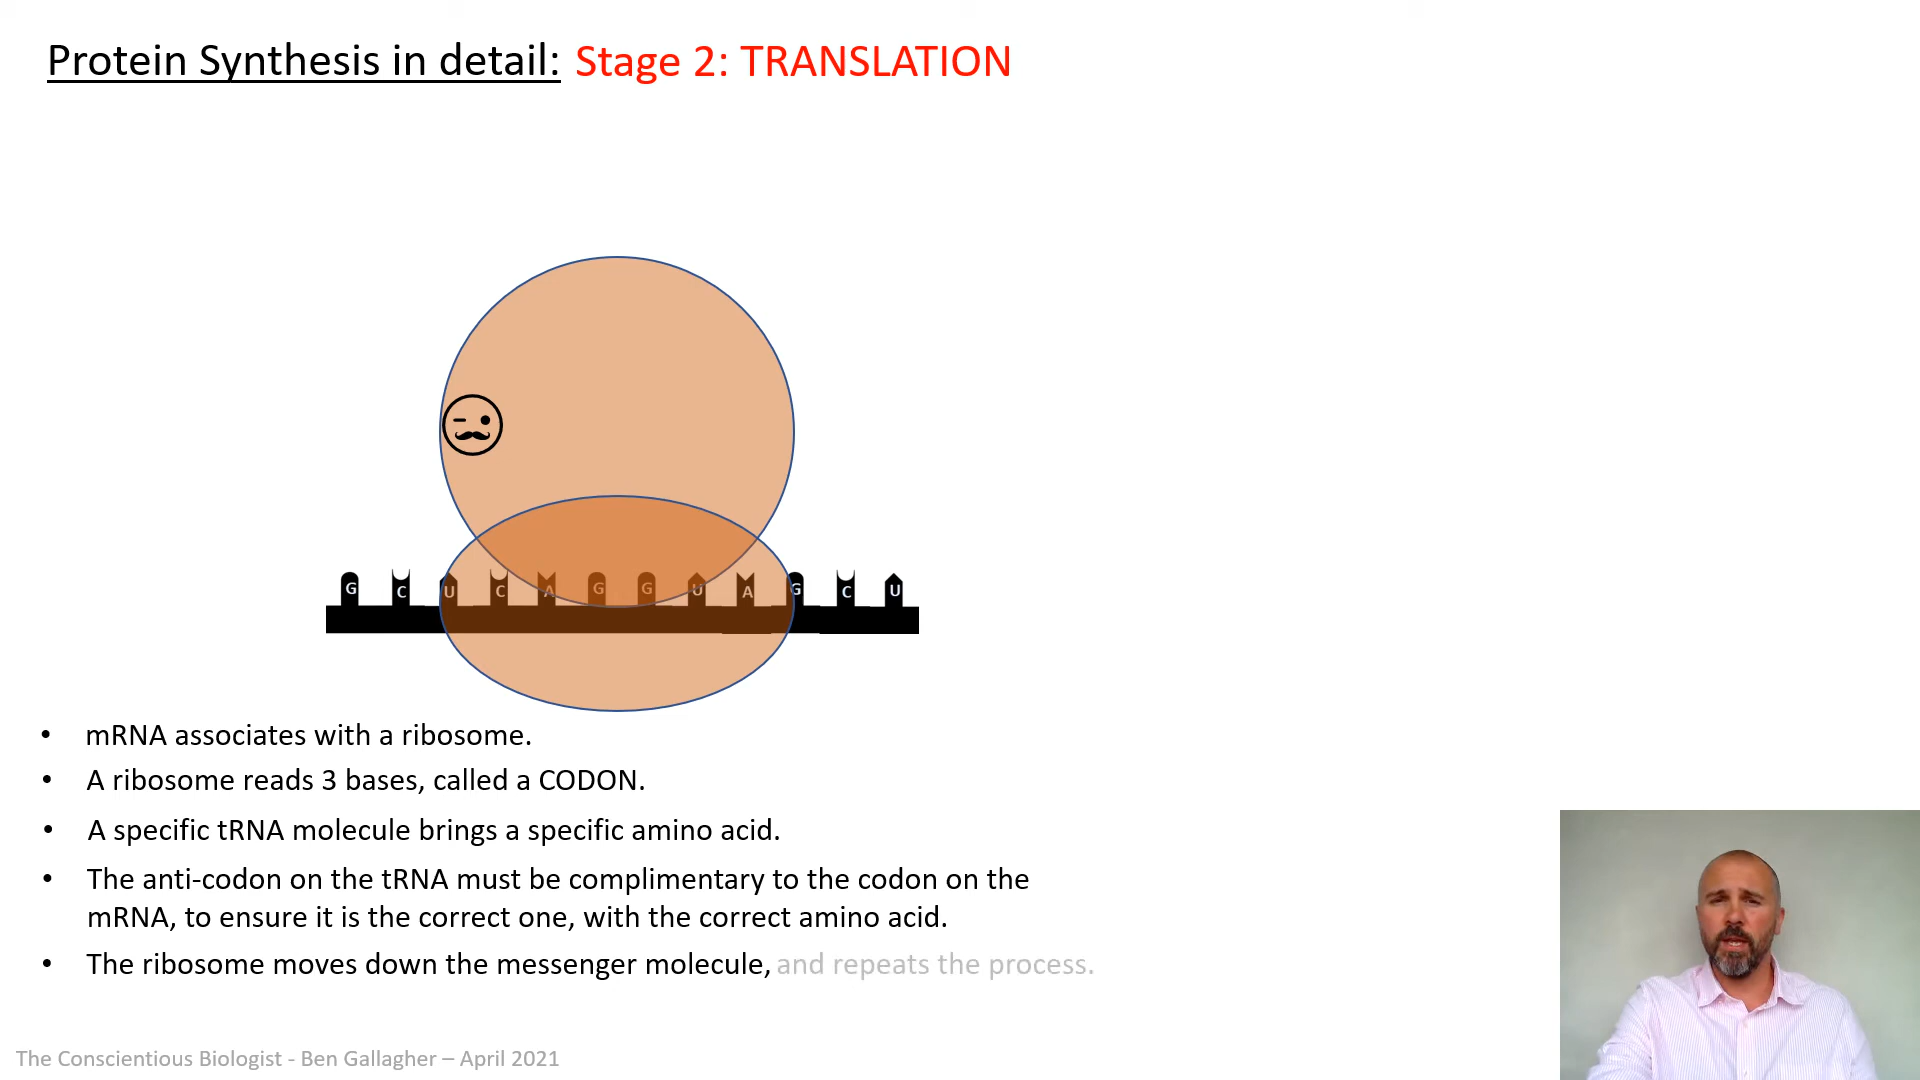 Protein Synthesis in detail: Stage 2: TRANSLATION
G C U C A G G U A G C U
• mRNA associates with a ribosome.
• A ribosome reads 3 bases, called a CODON.
• A specific tRNA molecule brings a specific amino acid.
• The anti-codon on the tRNA must be complimentary to the codon on the
mRNA, to ensure it is the correct one, with the correct amino acid.
• The ribosome moves down the messenger molecule, and repeats the process.
The Conscientious Biologist - Ben Gallagher – April 2021